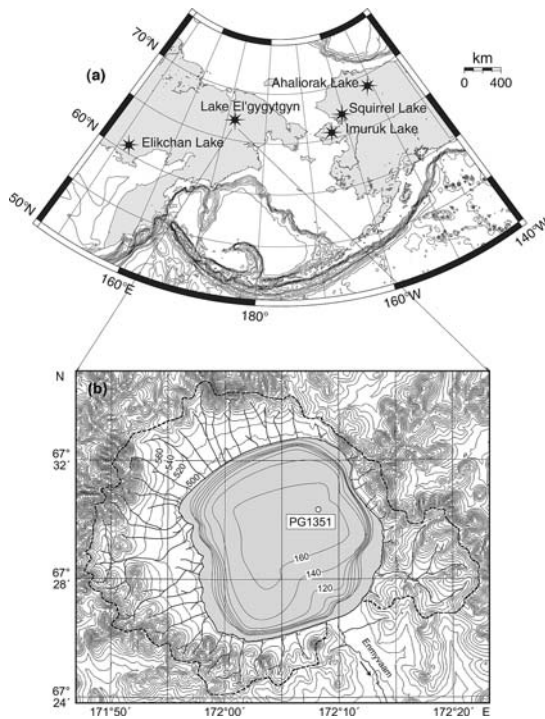 70°N
(a)
km
0 400
Ahaliorak Lake
Lake El'gygytgyn
Squirrel Lake
60°N
Imuruk Lake
Elikchan Lake
50°N
140°W
160°E
160°W
180°
N
(b)
67°
32'
560
540
520
500
PG1351
160
67°
28'
140
120
Enmyvaam
67°
24'
171°50' 172°00' 172°10' 172°20' E